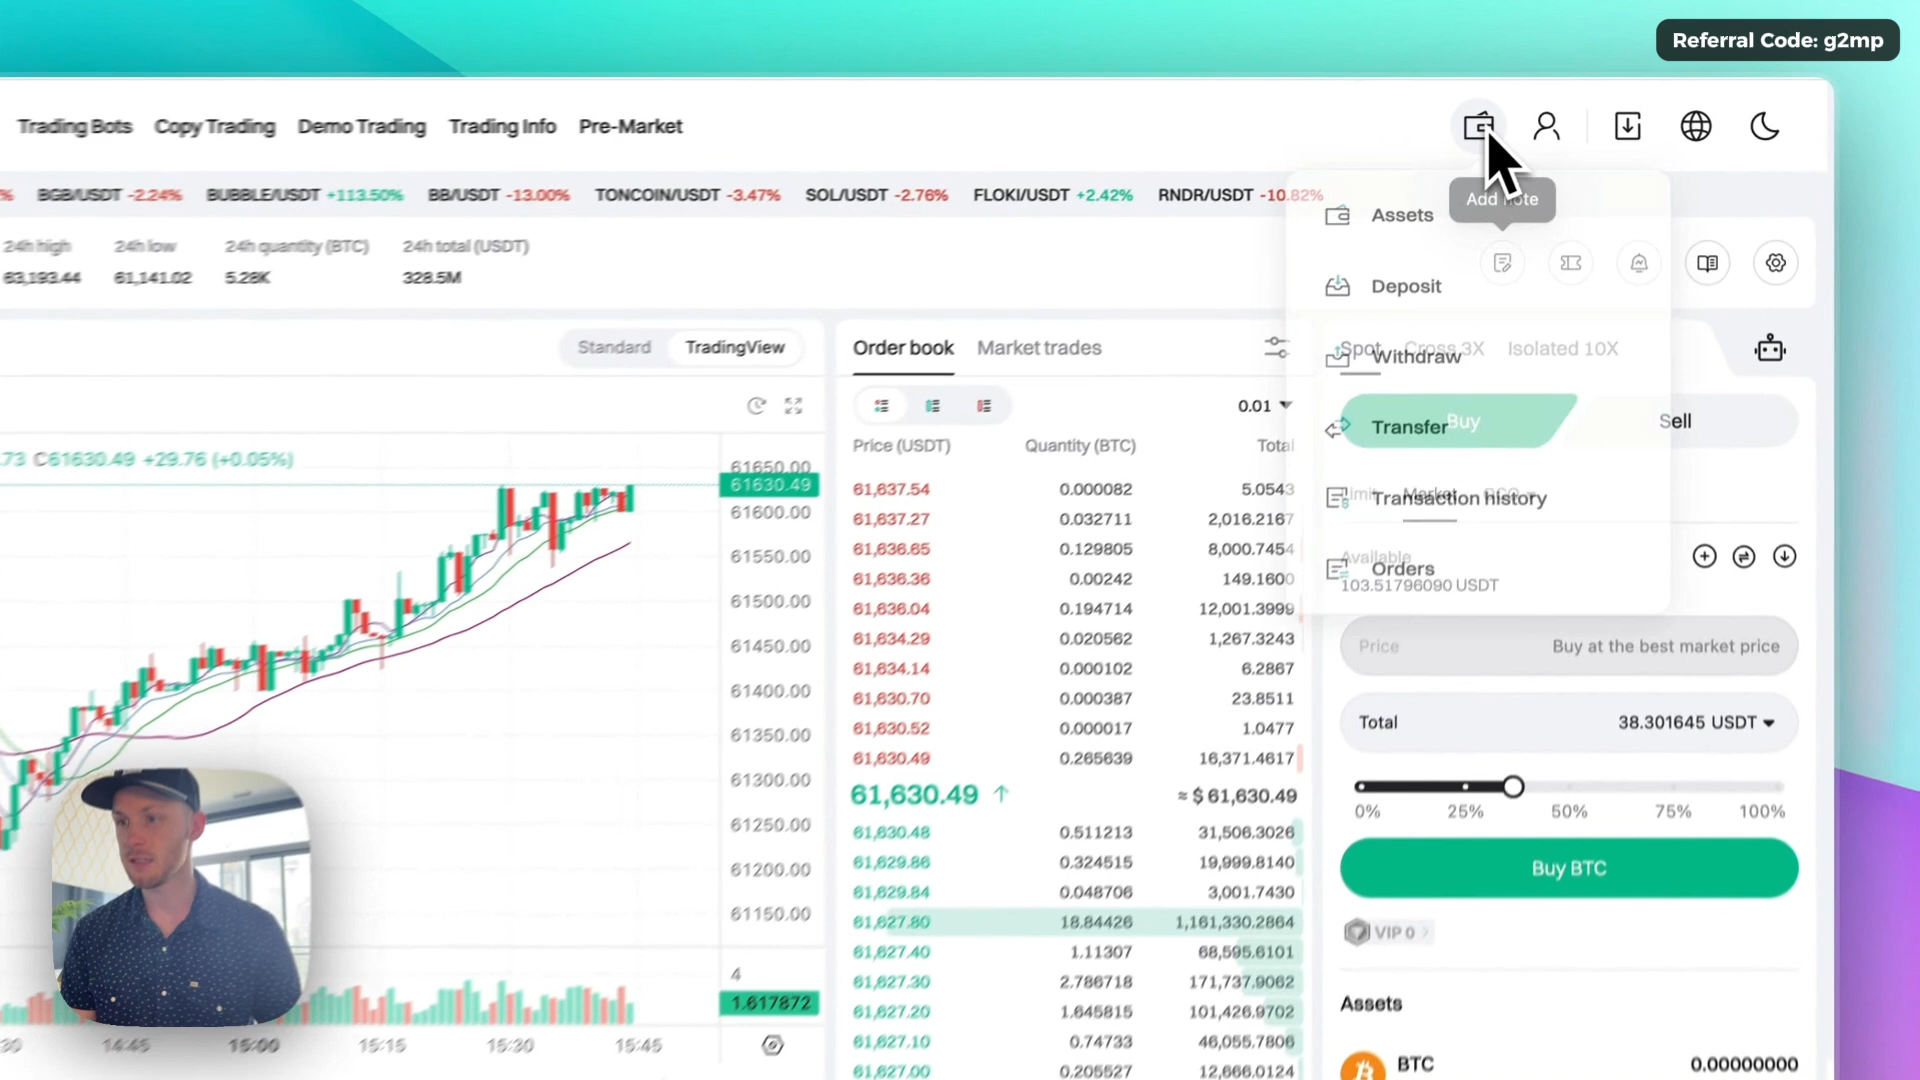 Referral Code: g2mp
Trading Bots Copy Trading Demo Trading Trading Info Pre-Market
% BGB/USDT -2.24% BUBBLE/USDT +113.50% BB/USDT -13.00% TONCOIN/USDT -3.47% SOL/USDT -2.76% FLOKI/USDT +2.42% RNDR/USDT -10.82%
Add note
Assets
24h high 24h low 24h quantity (BTC) 24h total (USDT)
63,193.44 61,141.02 5.28K 328.5M
Deposit
Standard TradingView
Order book Market trades
Spot Cross 3X Isolated 10X
Withdraw
0.01
Buy Sell
Transfer
Price (USDT) Quantity (BTC) Total
.73 C61630.49 +29.76 (+0.05%)
61650.00
61630.49
61600.00
61550.00
61500.00
61450.00
61400.00
61350.00
61300.00
61250.00
61200.00
61150.00
4
1.617872
:30 14:45 15:00 15:15 15:30 15:45
61,637.54 0.000082 5.0543
61,637.27 0.032711 2,016.2167
61,636.65 0.129805 8,000.7454
61,636.36 0.00242 149.1600
61,636.04 0.194714 12,001.3999
61,634.29 0.020562 1,267.3243
61,634.14 0.000102 6.2867
61,630.70 0.000387 23.8511
61,630.52 0.000017 1.0477
61,630.49 0.265639 16,371.4617
61,630.49 ↑ ≈ $ 61,630.49
61,630.48 0.511213 31,506.3026
61,629.86 0.324515 19,999.8140
61,629.84 0.048706 3,001.7430
61,627.80 18.84426 1,161,330.2864
61,627.40 1.11307 68,595.6101
61,627.30 2.786718 171,737.9062
61,627.20 1.645815 101,426.9702
61,627.10 0.74733 46,055.7806
61,627.00 0.205527 12,666.0124
Limit Market
Transaction history
Available
Orders
103.51796090 USDT
Price Buy at the best market price
Total 38.301645 USDT
0% 25% 50% 75% 100%
Buy BTC
VIP 0
Assets
BTC 0.00000000